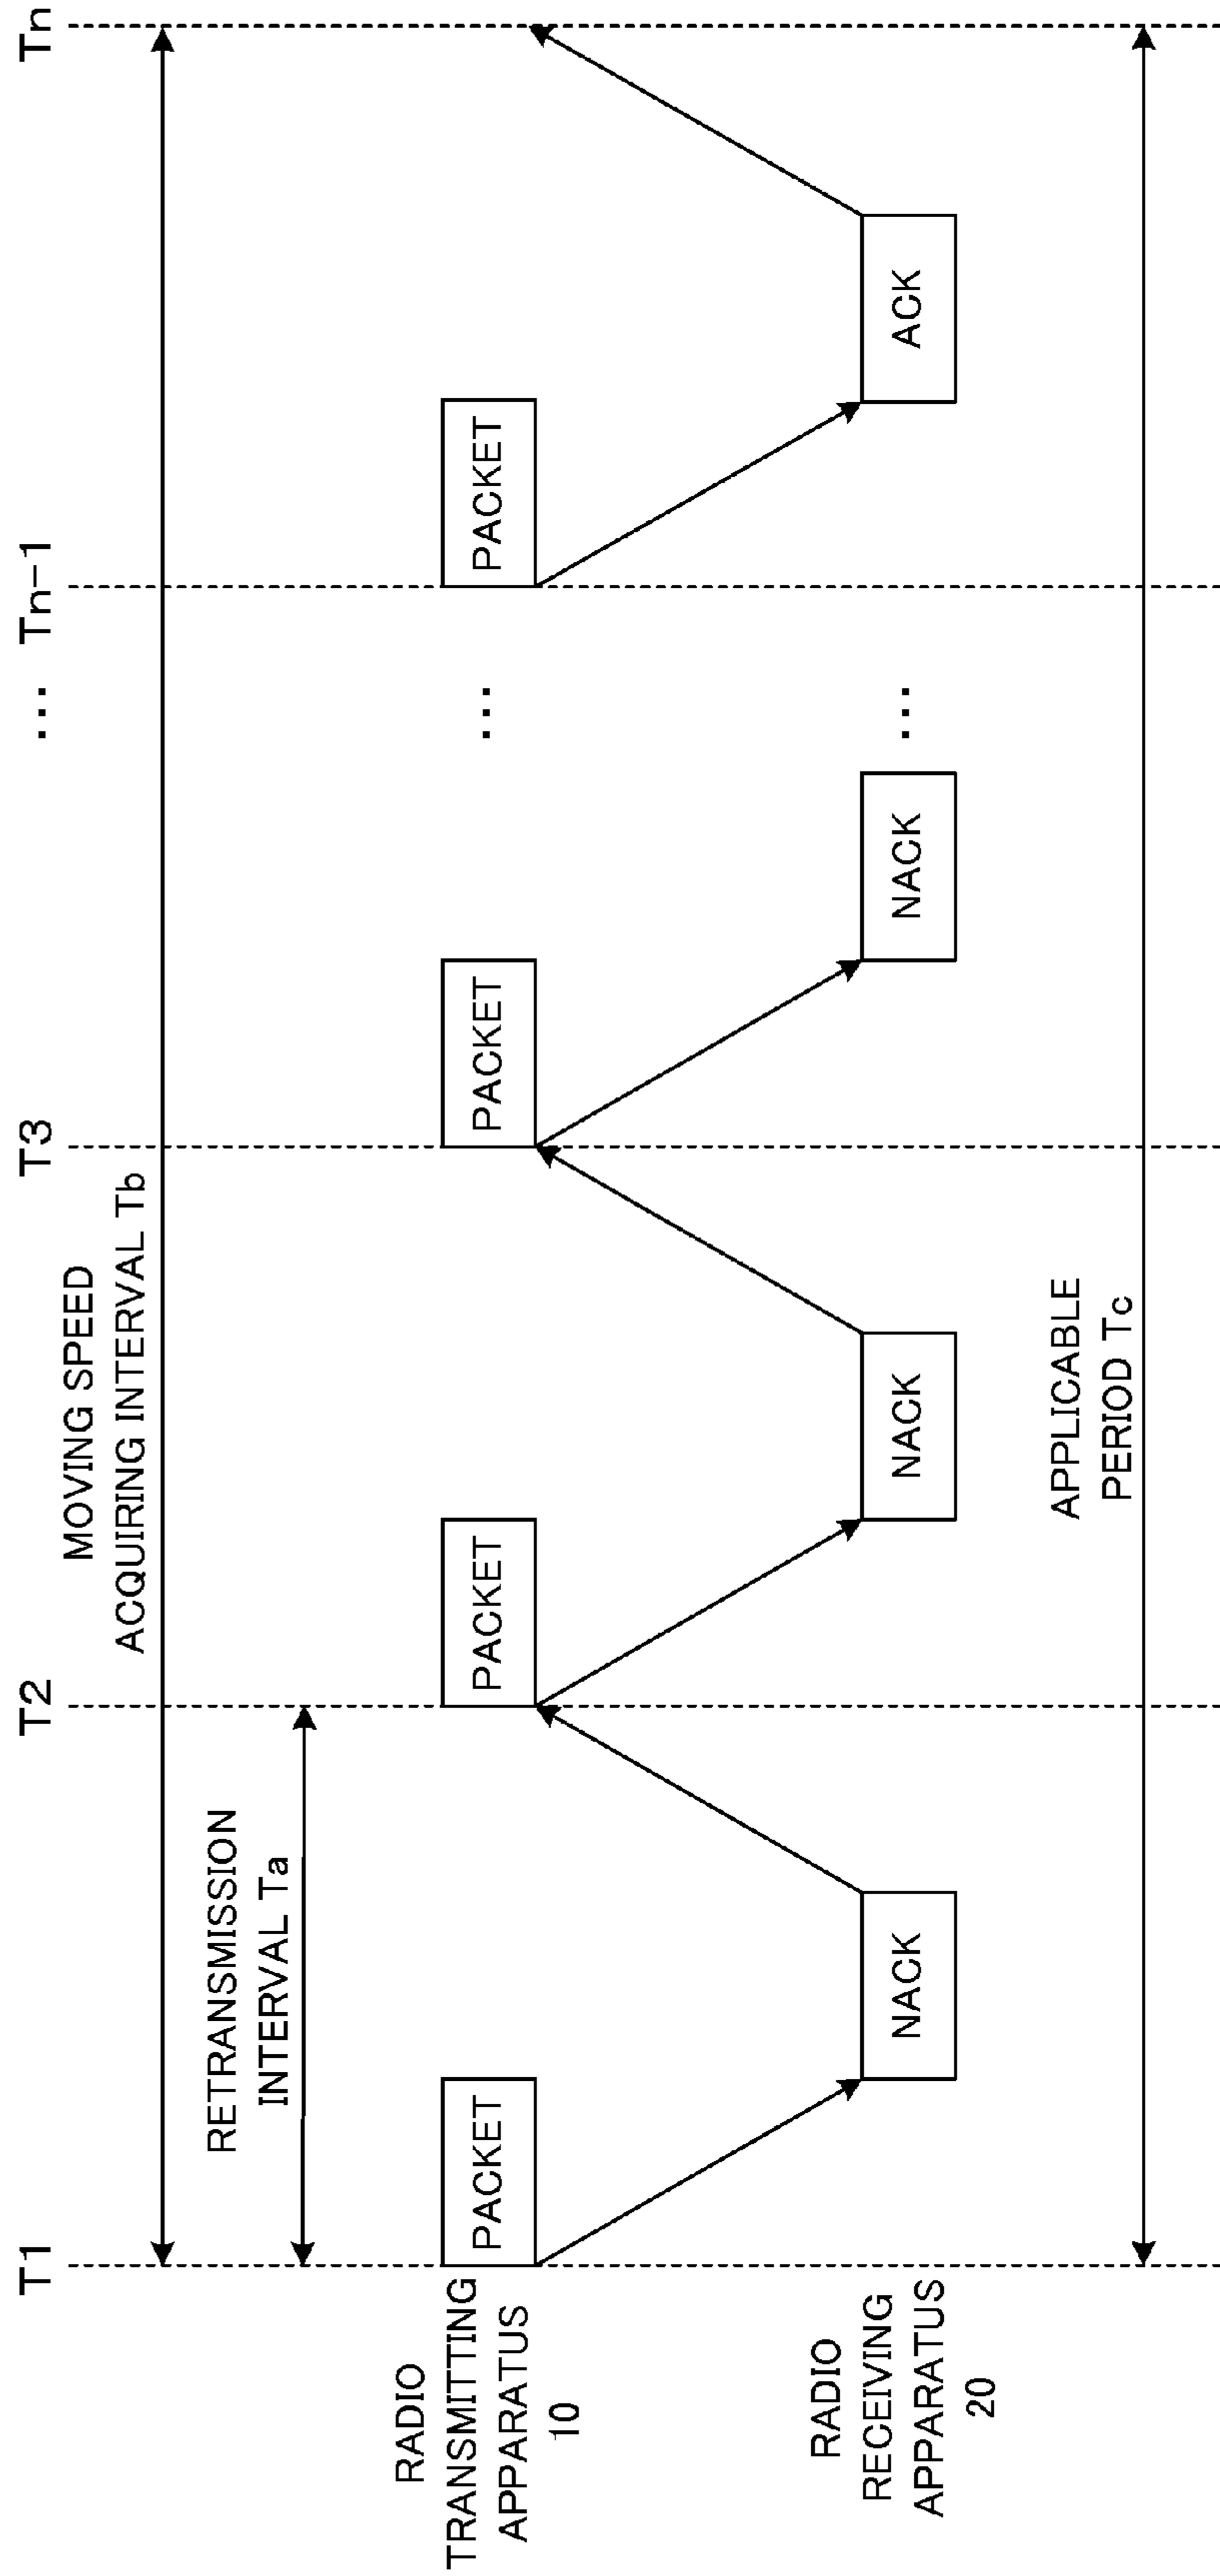 T1
T2
T3
...
Tn-1
Tn
MOVING SPEED
ACQUIRING INTERVAL Tb
RETRANSMISSION
INTERVAL Ta
RADIO
TRANSMITTING
APPARATUS
10
PACKET
PACKET
PACKET
...
PACKET
RADIO
RECEIVING
APPARATUS
20
NACK
NACK
NACK
...
ACK
APPLICABLE
PERIOD Tc